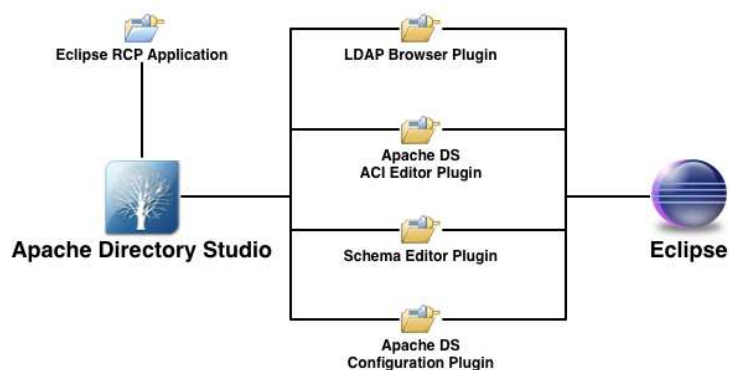 Eclipse RCP Application
LDAP Browser Plugin
Apache DS
ACI Editor Plugin
Apache Directory Studio
Schema Editor Plugin
Eclipse
Apache DS
Configuration Plugin